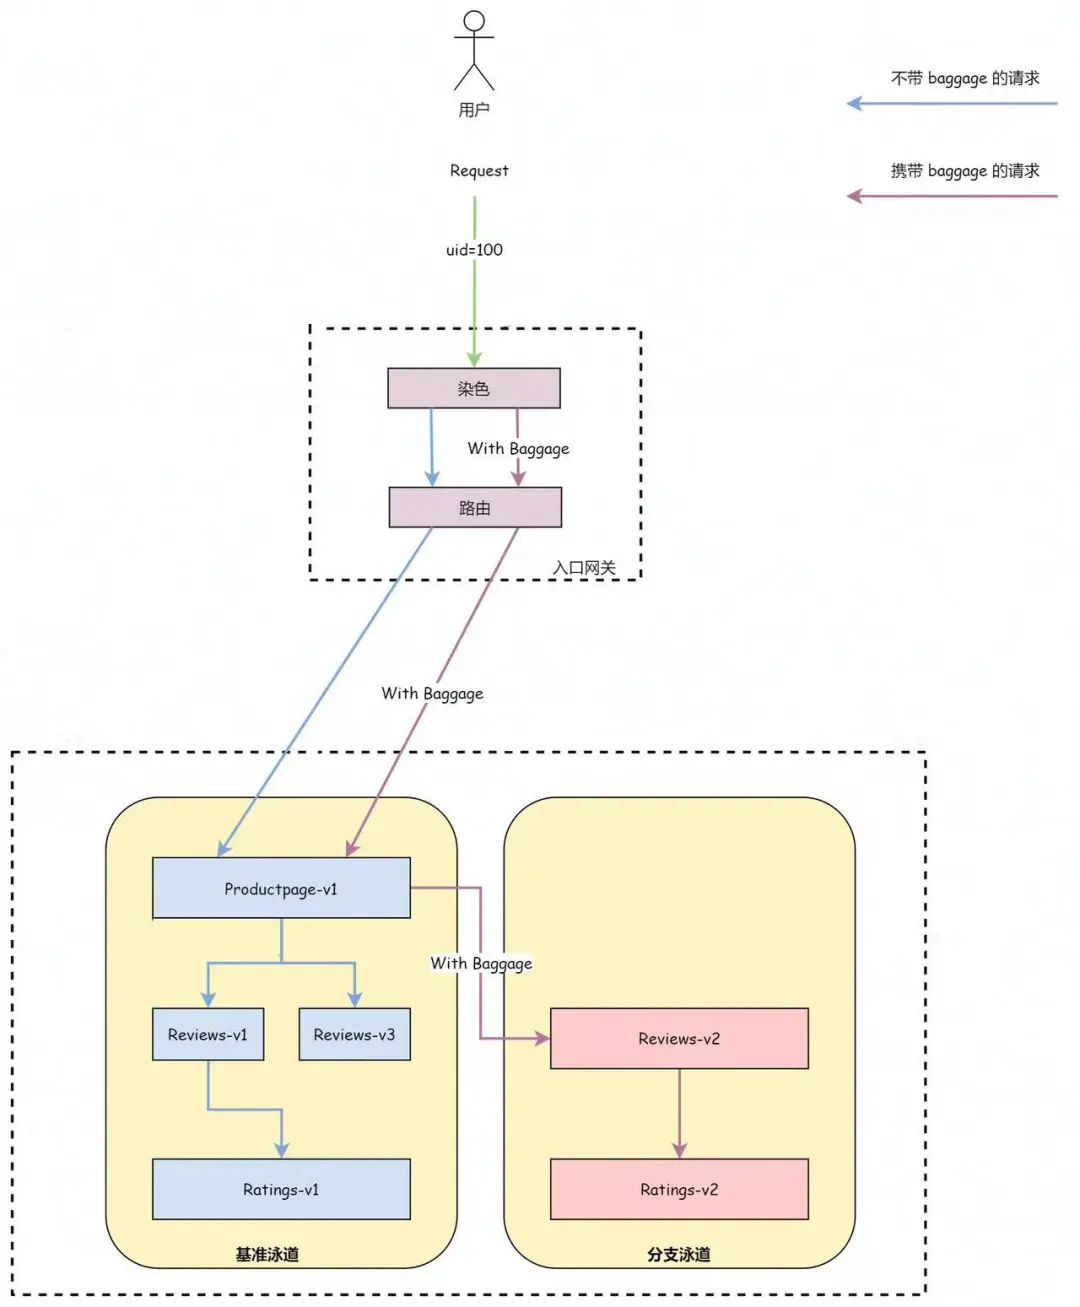 用户
不带 baggage 的请求
携带 baggage 的请求
Request
uid=100
染色
With Baggage
路由
入口网关
With Baggage
Productpage-v1
With Baggage
Reviews-v1
Reviews-v3
Reviews-v2
Ratings-v1
Ratings-v2
基准泳道
分支泳道